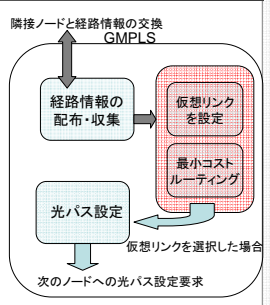 隣接ノードと経路情報の交換
GMPLS
経路情報の
配布・収集
仮想リンク
を設定
最小コスト
ルーティング
光パス設定
仮想リンクを選択した場合
次のノードへの光パス設定要求